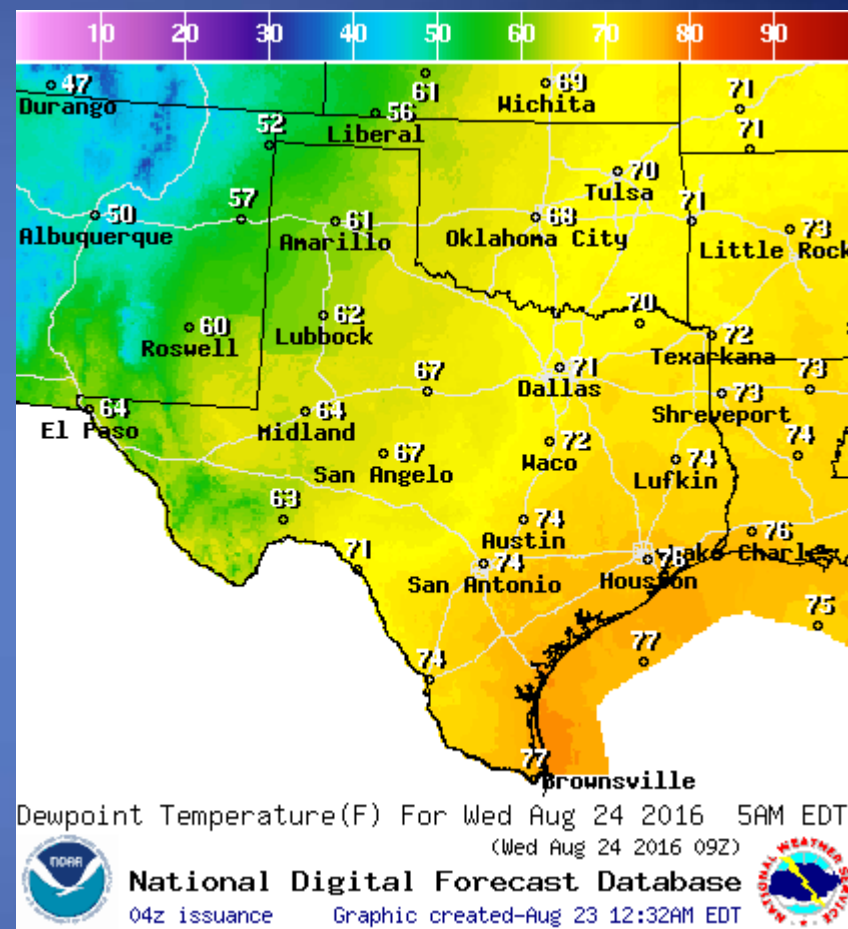 10 20 30 40 50 60 70 80 90
47 61 69 71
Durango 56 Wichita
52 Liberal 71
70
Tulsa
50 57 61 68 71 73
Albuquerque Amarillo Oklahoma City Little Rock
60 62 70 72
Roswell Lubbock Texarkana
67 71 73 73
Dallas Shreveport
64 64
El Paso Midland
67 72 74 74
San Angelo Waco Lufkin
63 74 76
Austin
71 74 Lake Charles
San Antonio Houston
75
77
74
77
Brownsville
Dewpoint Temperature(F) For Wed Aug 24 2016 5AM EDT
(Wed Aug 24 2016 09Z)
NOAA
National Digital Forecast Database
NATIONAL WEATHER SERVICE
04z issuance Graphic created-Aug 23 12:32AM EDT